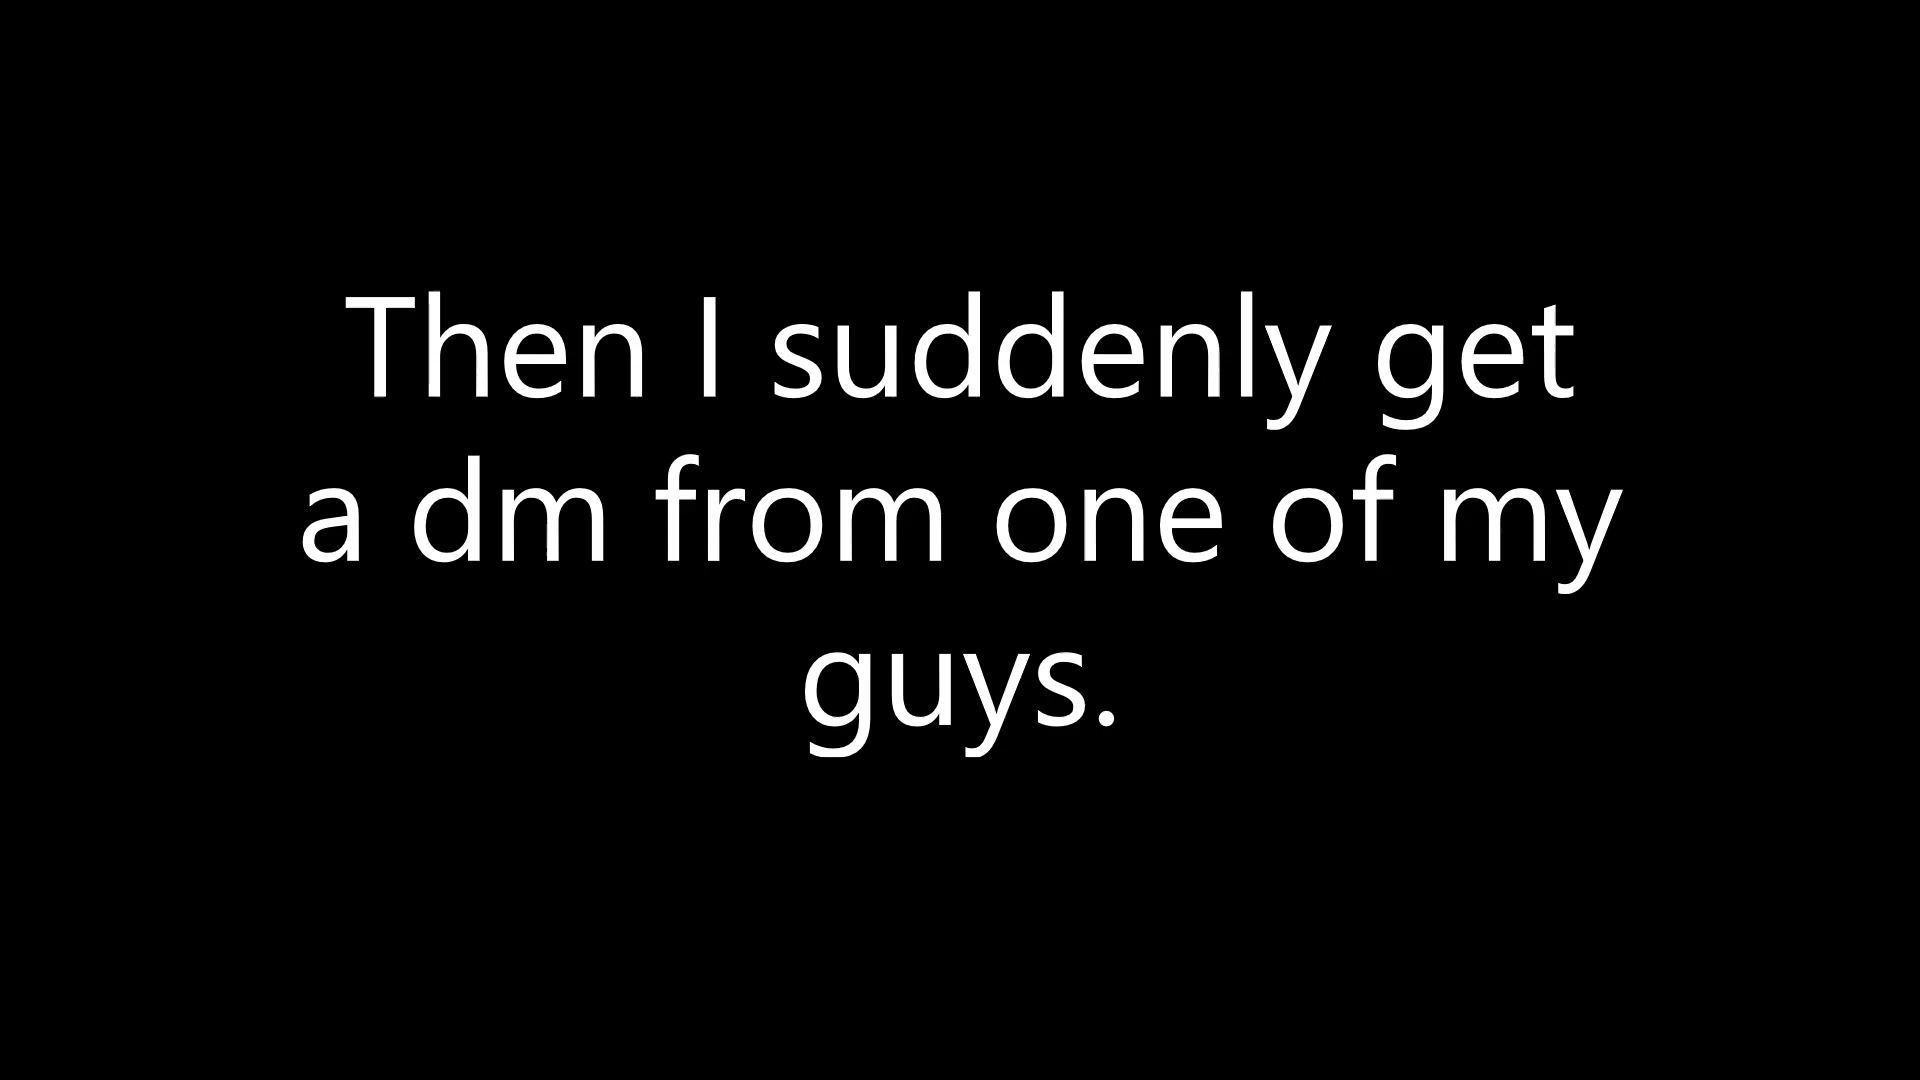 Then I suddenly get
a dm from one of my
guys.